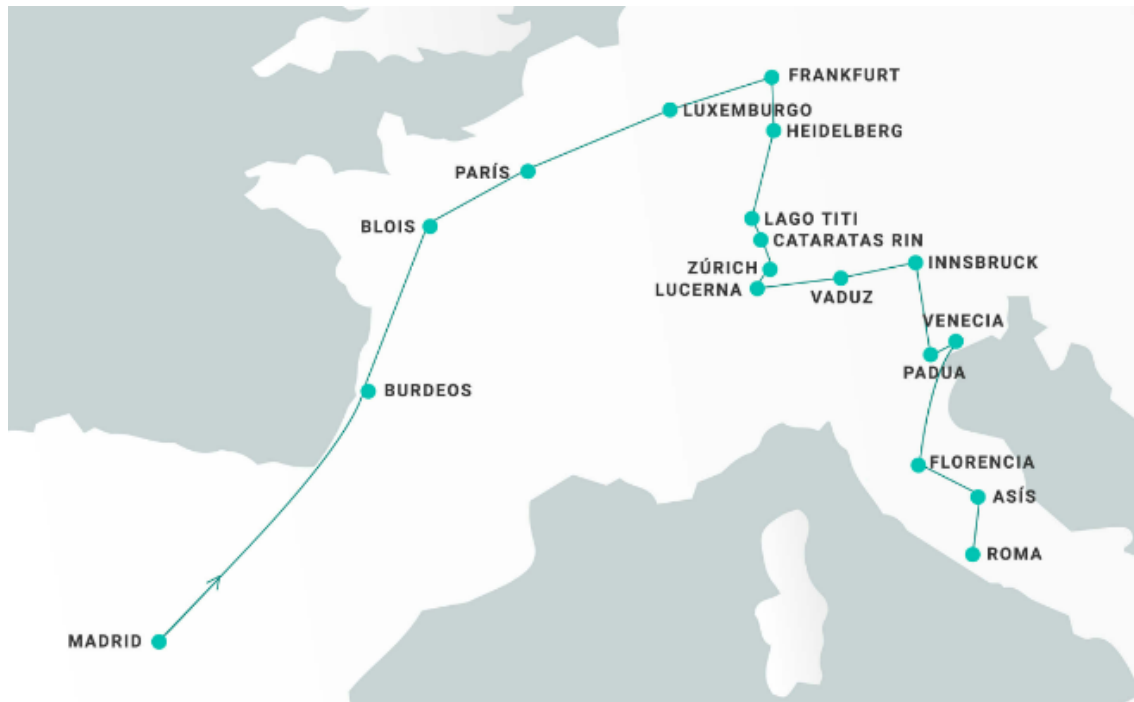 FRANKFURT
LUXEMBURGO
HEIDELBERG
PARÍS
LAGO TITI
BLOIS
CATARATAS RIN
ZÚRICH
INNSBRUCK
LUCERNA
VADUZ
VENECIA
PADUA
BURDEOS
FLORENCIA
ASÍS
ROMA
MADRID